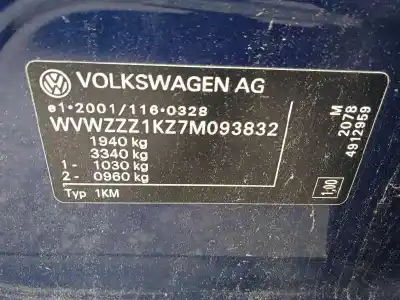 VOLKSWAGEN AG
e1*2001/116*0328
WVWZZZ1KZ7M093832
1940 kg
3340 kg
1- 1030 kg
2- 0960 kg
Typ 1KM
M
2078
4912959
1,00